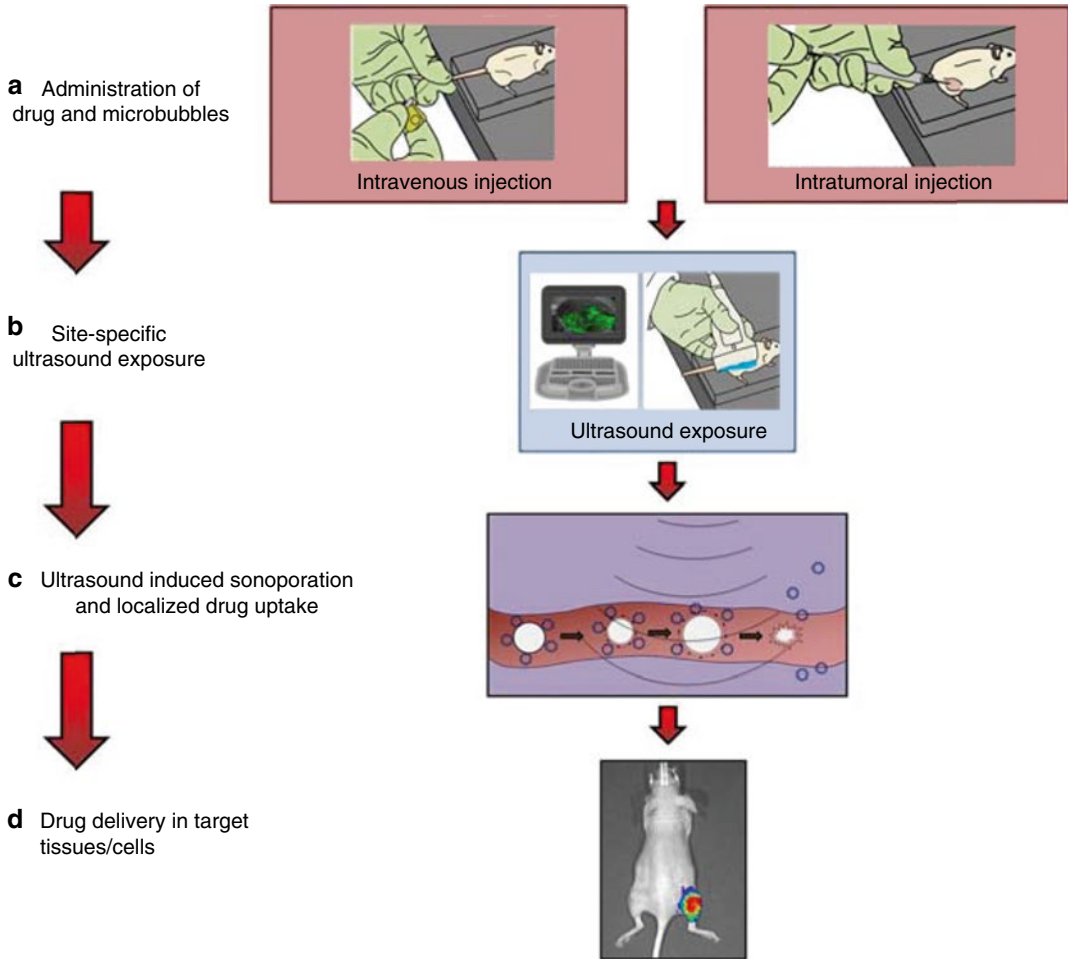 a Administration of
drug and microbubbles
Intravenous injection
Intratumoral injection
b Site-specific
ultrasound exposure
Ultrasound exposure
c Ultrasound induced sonoporation
and localized drug uptake
d Drug delivery in target
tissues/cells